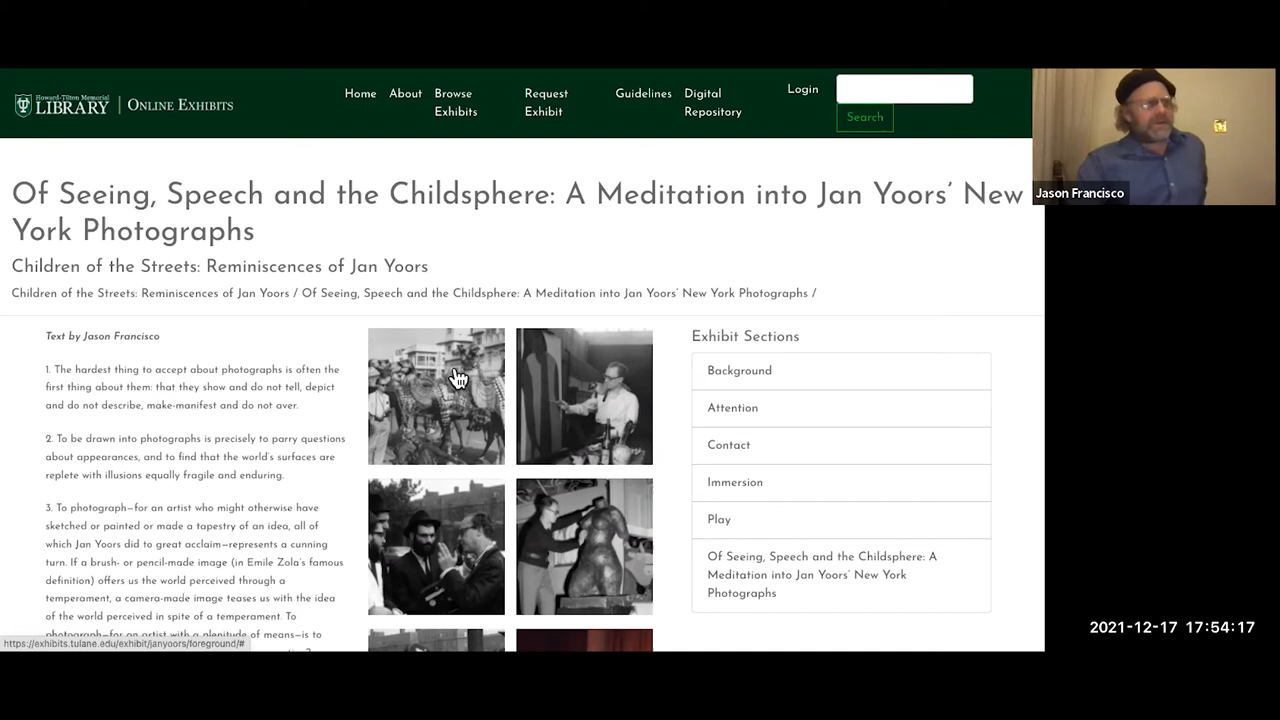 Howard-Tilton Memorial
LIBRARY
ONLINE EXHIBITS
Home
About
Browse
Exhibits
Request
Exhibit
Guidelines
Digital
Repository
Login
Search
Jason Francisco
Of Seeing, Speech and the Childsphere: A Meditation into Jan Yoors’ New
York Photographs
Children of the Streets: Reminiscences of Jan Yoors
Children of the Streets: Reminiscences of Jan Yoors / Of Seeing, Speech and the Childsphere: A Meditation into Jan Yoors’ New York Photographs /
Text by Jason Francisco
1. The hardest thing to accept about photographs is often the
first thing about them: that they show and do not tell, depict
and do not describe, make-manifest and do not aver.
2. To be drawn into photographs is precisely to parry questions
about appearances, and to find that the world's surfaces are
replete with illusions equally fragile and enduring.
3. To photograph—for an artist who might otherwise have
sketched or painted or made a tapestry of an idea, all of
which Jan Yoors did to great acclaim—represents a cunning
turn. If a brush- or pencil-made image (in Emile Zola's famous
definition) offers us the world perceived through a
temperament, a camera-made image teases us with the idea
of the world perceived in spite of a temperament. To
photograph—for an artist with a plenitude of means—is to
https://exhibits.tulane.edu/exhibit/janyoors/foreground/#
Exhibit Sections
Background
Attention
Contact
Immersion
Play
Of Seeing, Speech and the Childsphere: A
Meditation into Jan Yoors’ New York
Photographs
2021-12-17 17:54:17